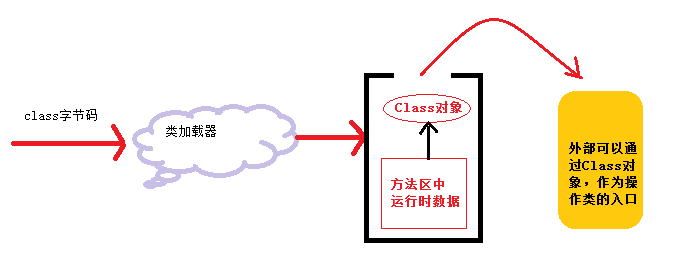 class字节码
类加载器
Class对象
方法区中
运行时数据
外部可以通
过Class对
象，作为操
作类的入口